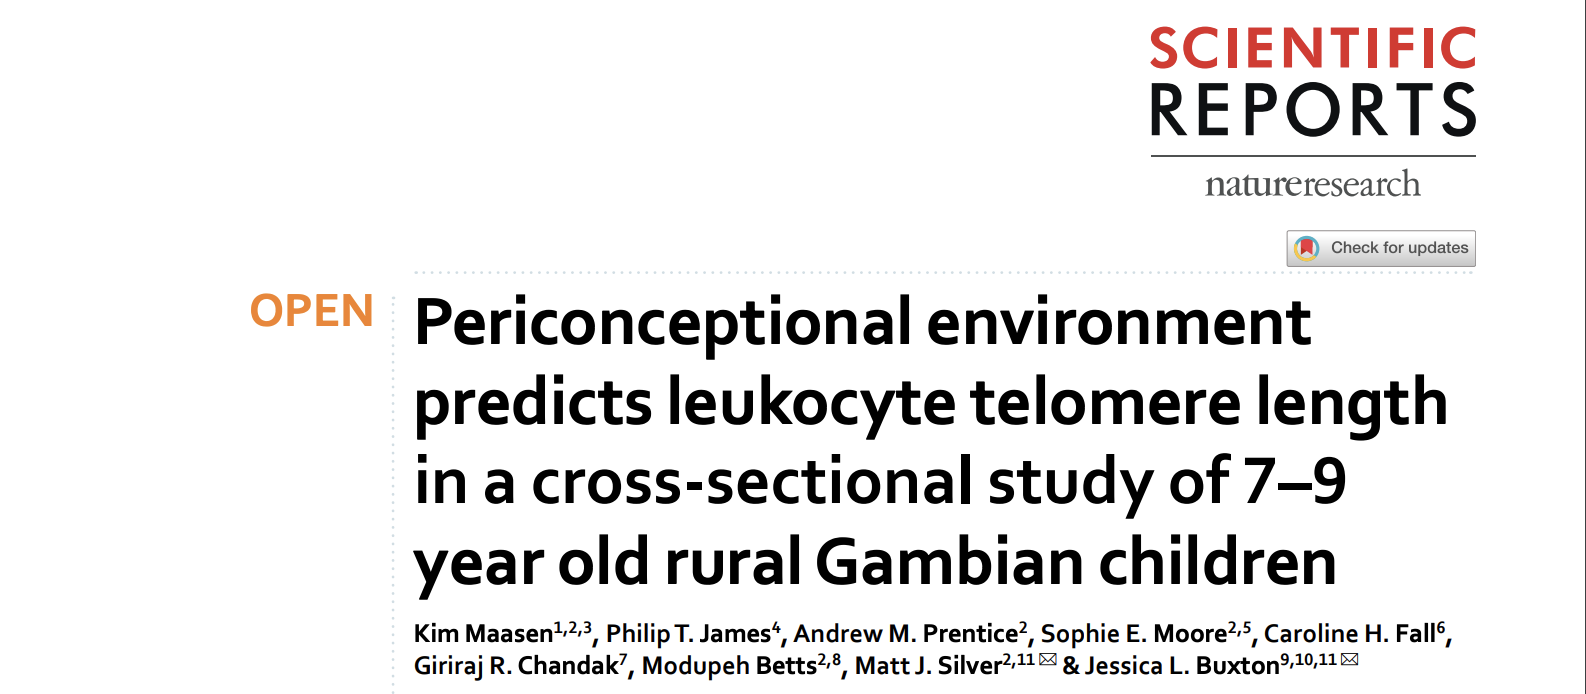 SCIENTIFIC
REPORTS
natureresearch
Check for updates
OPEN
Periconceptional environment
predicts leukocyte telomere length
in a cross-sectional study of 7–9
year old rural Gambian children
Kim Maasen1,2,3, Philip T. James4, Andrew M. Prentice2, Sophie E. Moore2,5, Caroline H. Fall6,
Giriraj R. Chandak7, Modupeh Betts2,8, Matt J. Silver2,11✉ & Jessica L. Buxton9,10,11✉